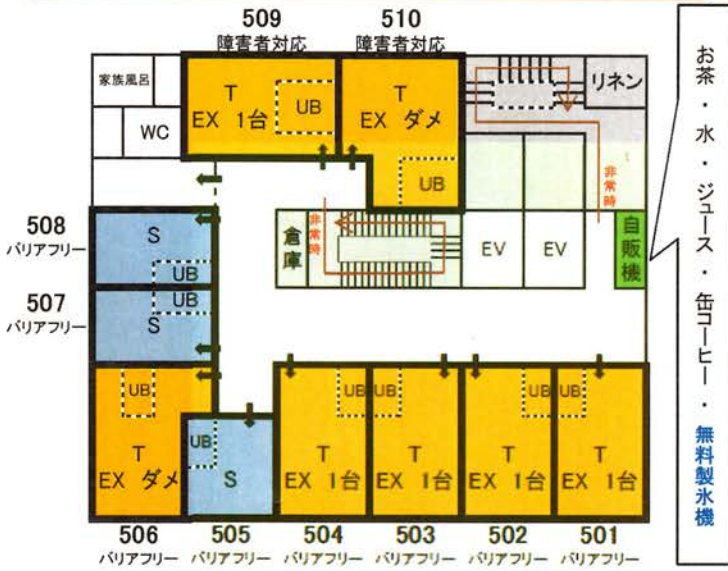 509
障害者対応
510
障害者対応
家族風呂
WC
T
EX 1台
UB
T
EX ダメ
UB
リネン
非常時
508
バリアフリー
S
UB
507
バリアフリー
UB
S
倉庫
非常時
EV
EV
自販機
お茶・水・ジュース・缶コーヒー・無料製氷機
UB
T
EX ダメ
UB
S
UB
T
EX 1台
UB
T
EX 1台
UB
T
EX 1台
UB
T
EX 1台
506
バリアフリー
505
バリアフリー
504
バリアフリー
503
バリアフリー
502
バリアフリー
501
バリアフリー